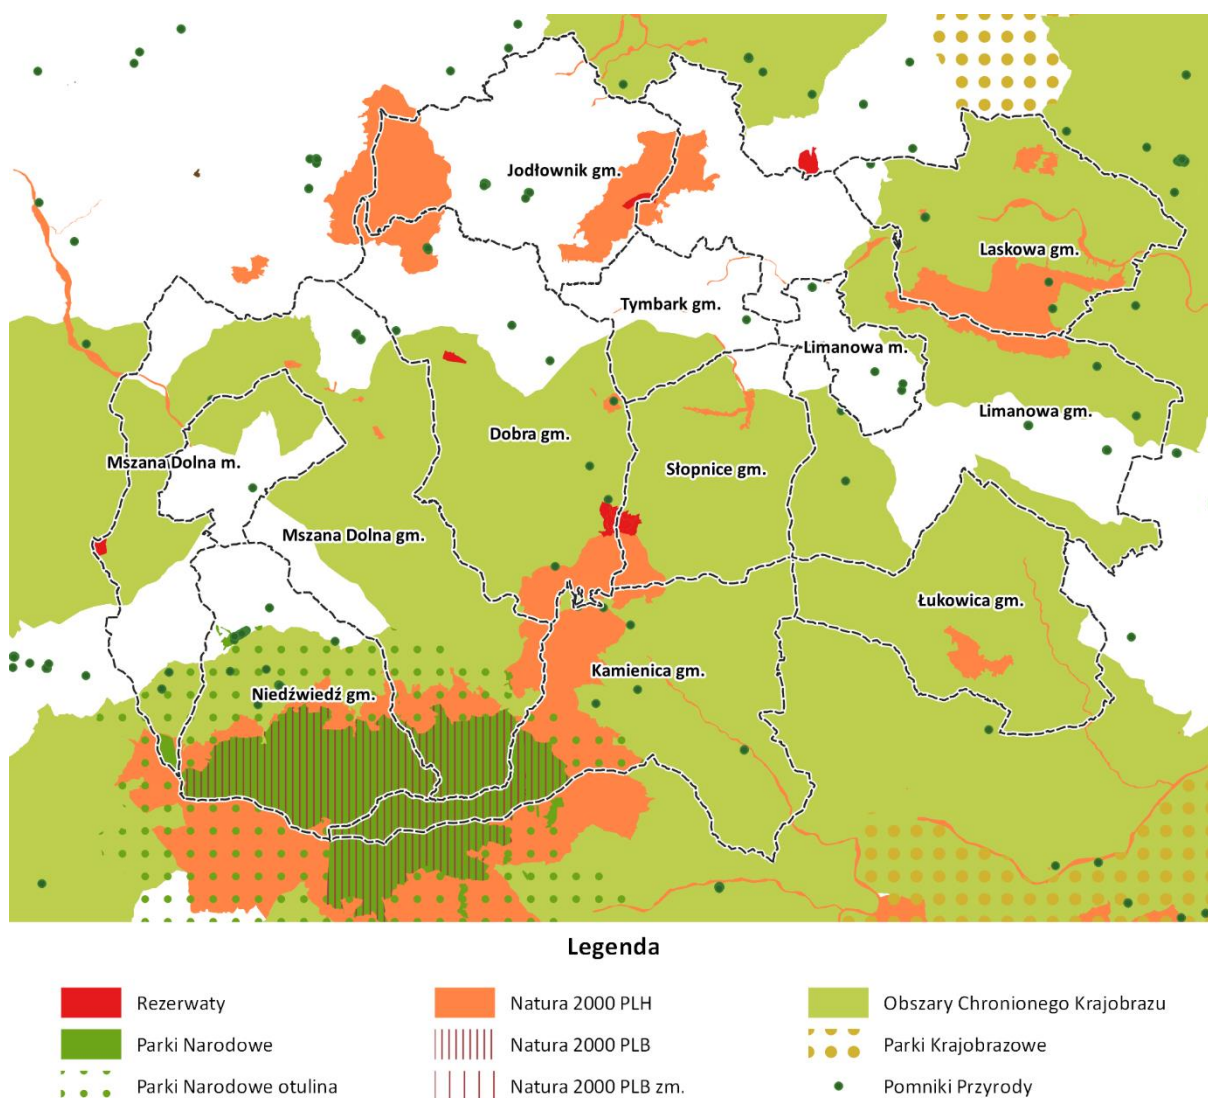 Jodłownik gm.
Laskowa gm.
Tymbark gm.
Limanowa m.
Limanowa gm.
Dobra gm.
Mszana Dolna m.
Słopnice gm.
Mszana Dolna gm.
Łukowica gm.
Kamienica gm.
Niedźwiedź gm.
Legenda
Rezerwaty
Natura 2000 PLH
Obszary Chronionego Krajobrazu
Parki Narodowe
Natura 2000 PLB
Parki Krajobrazowe
Parki Narodowe otulina
Natura 2000 PLB zm.
Pomniki Przyrody